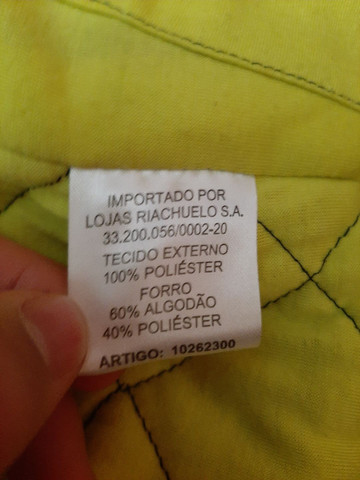 IMPORTADO POR
LOJAS RIACHUELO S.A.
33.200.056/0002-20
TECIDO EXTERNO
100% POLIÉSTER
FORRO
60% ALGODÃO
40% POLIÉSTER
ARTIGO: 10262300